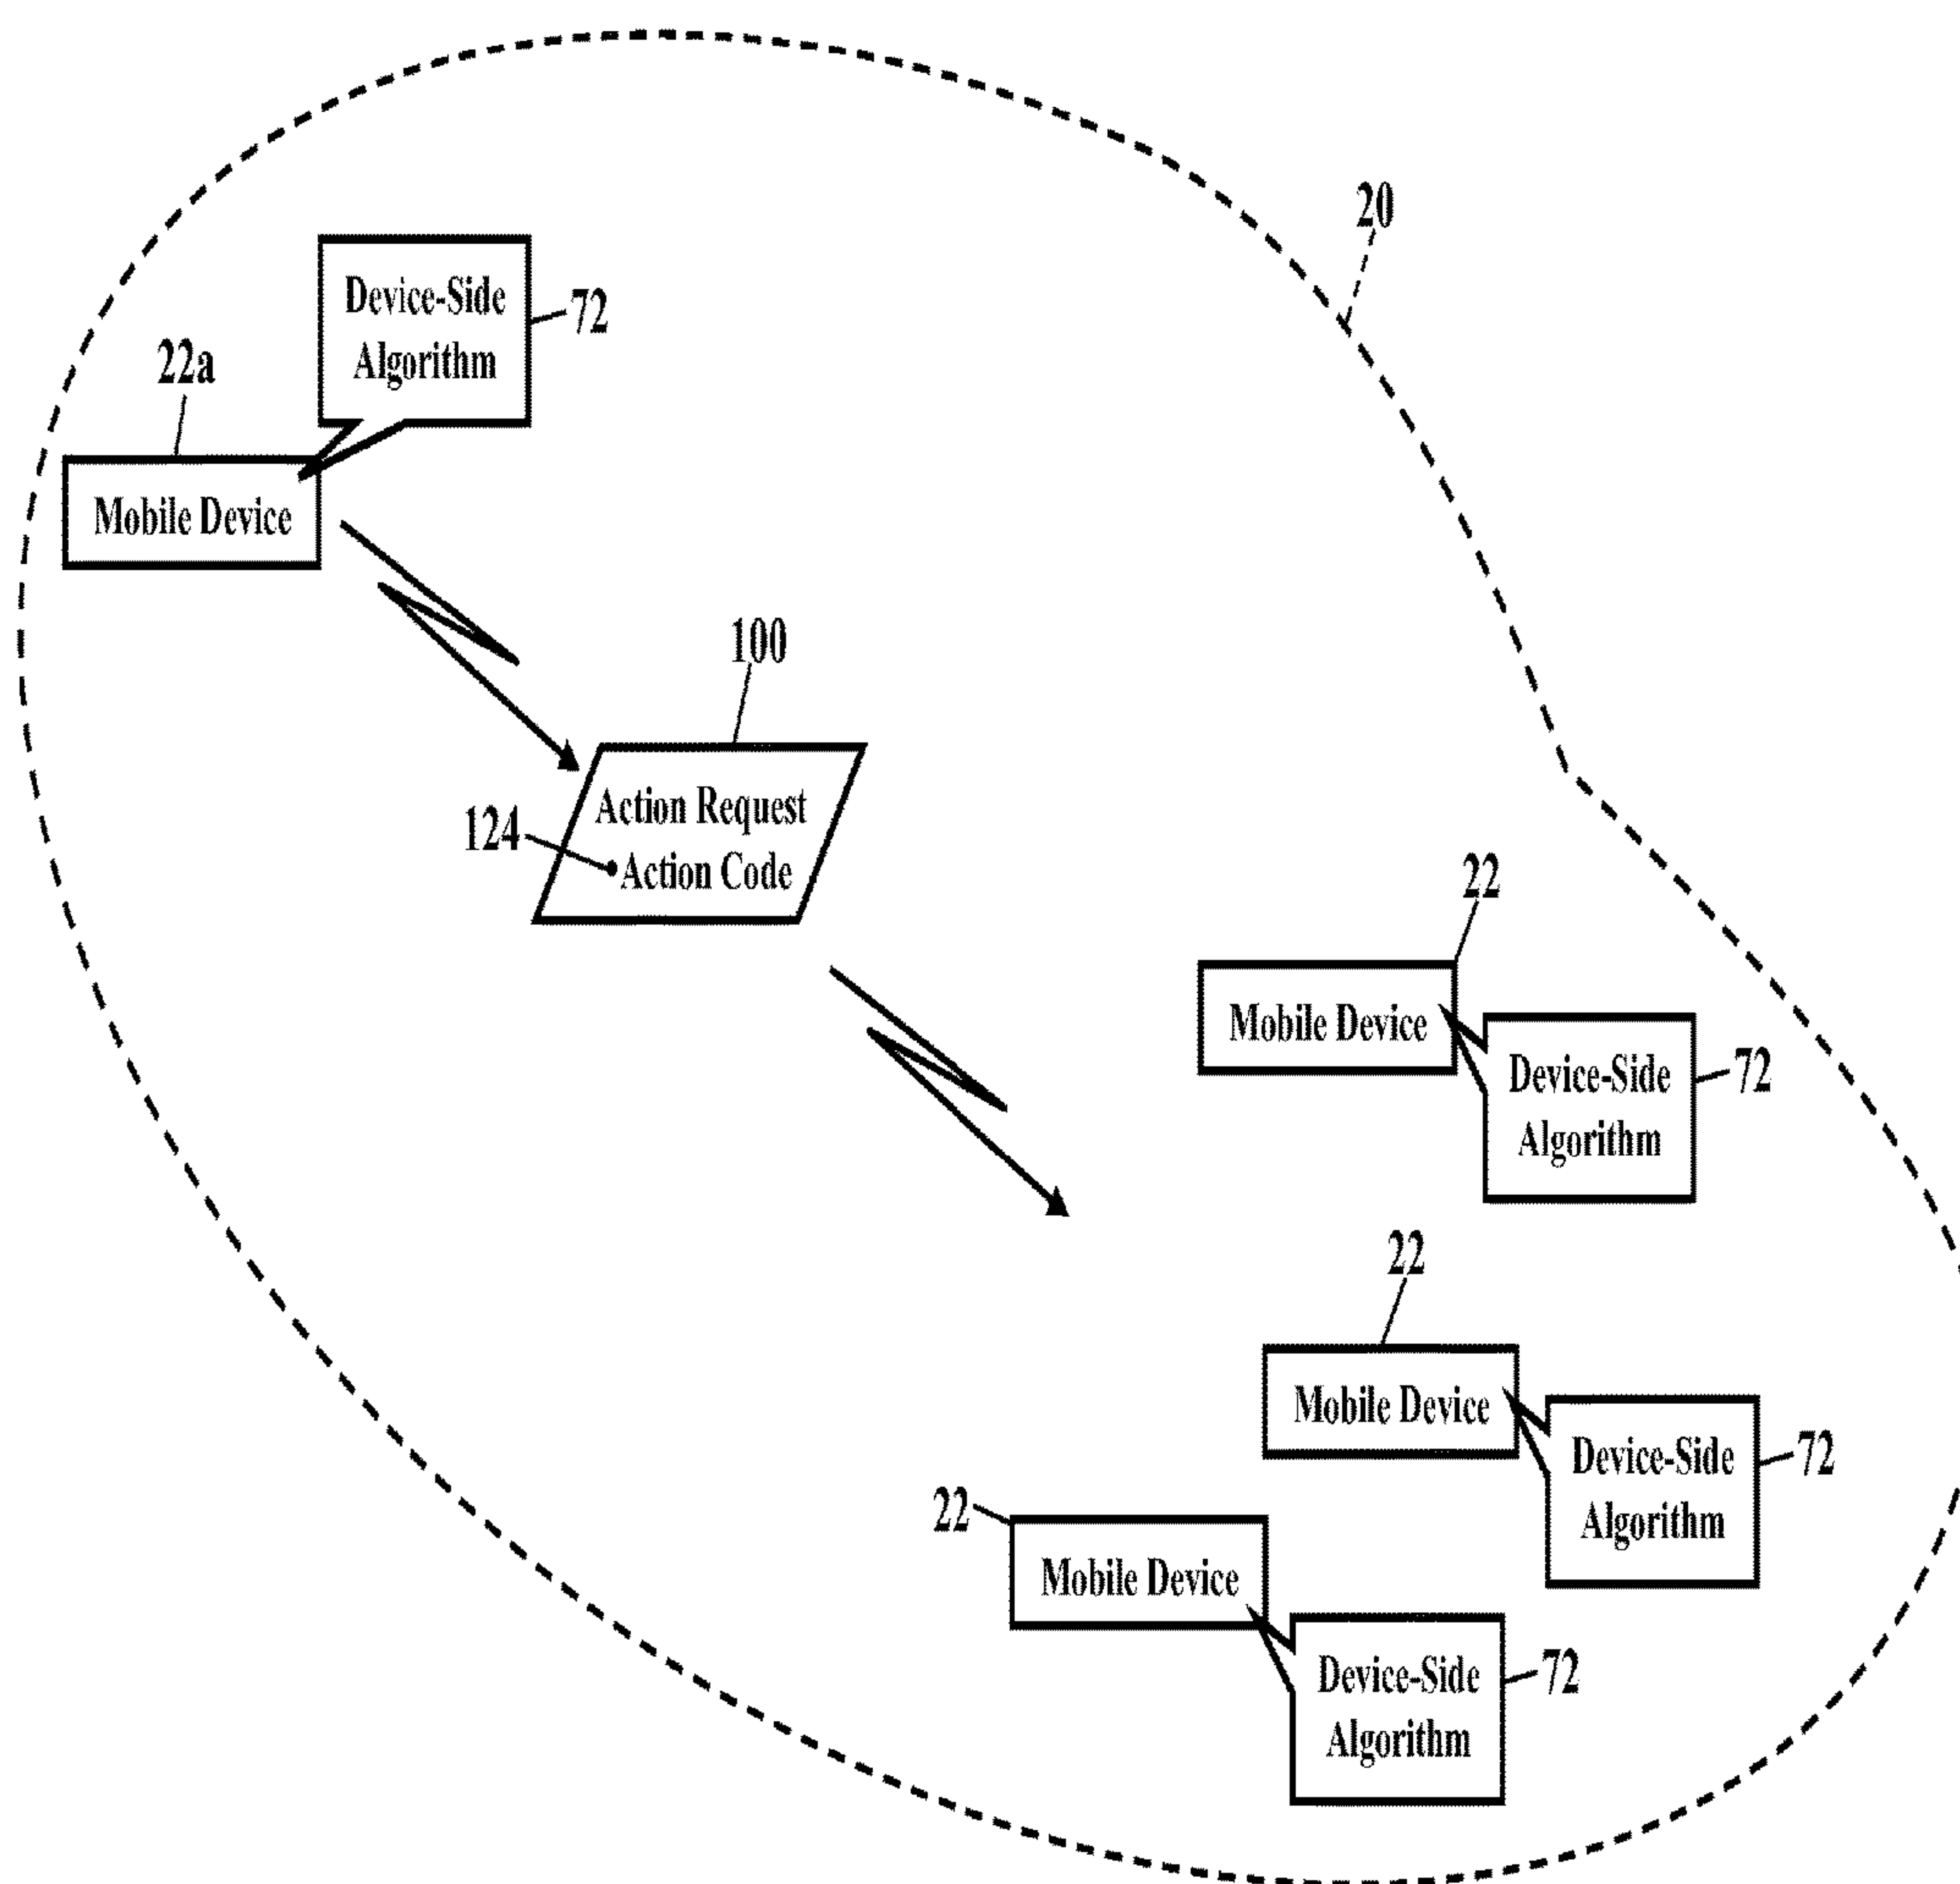 20
Device-Side
Algorithm
72
22a
Mobile Device
100
Action Request
124
Action Code
22
Mobile Device
Device-Side
Algorithm
72
22
Mobile Device
Device-Side
Algorithm
72
22
Mobile Device
Device-Side
Algorithm
72